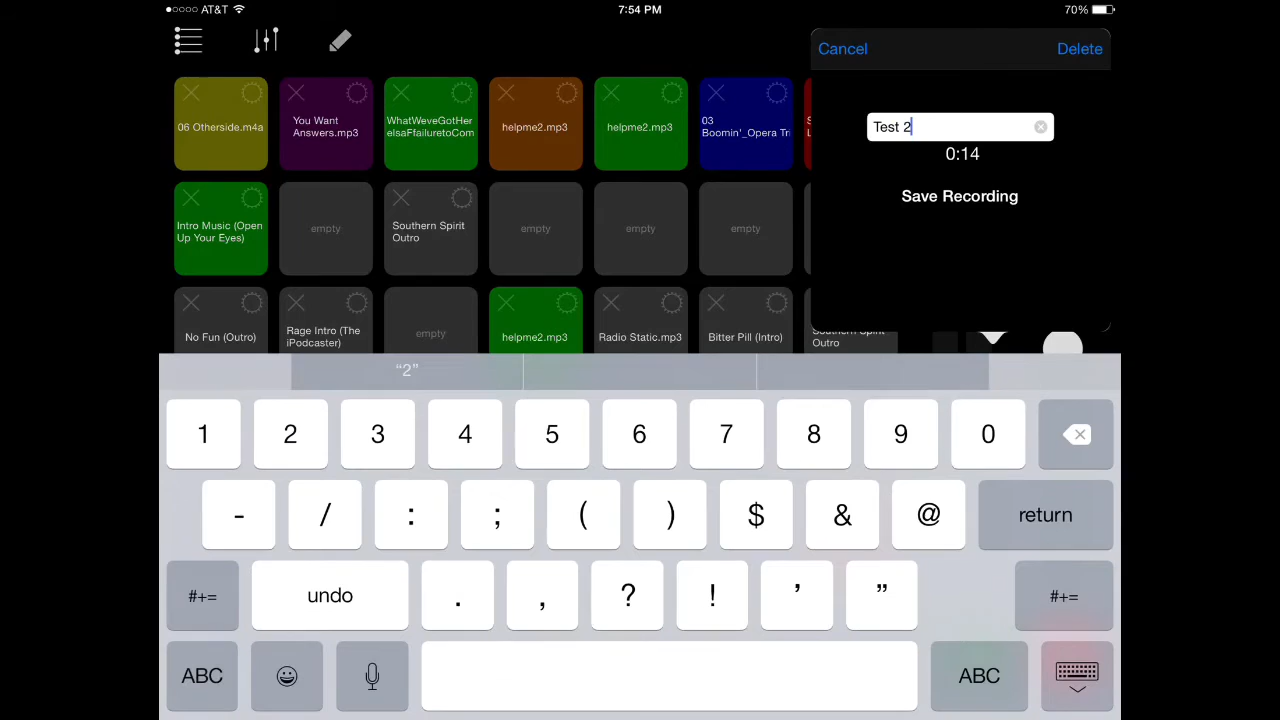 AT&T 7:54 PM 70%
Cancel Delete
06 Otherside.m4a
You Want
Answers.mp3
WhatWeveGotHer
elsaFfailuretoCom
helpme2.mp3
helpme2.mp3
03
Boomin'_Opera Tr
Test 2
0:14
Save Recording
Intro Music (Open
Up Your Eyes)
empty
Southern Spirit
Outro
empty
empty
empty
No Fun (Outro)
Rage Intro (The
iPodcaster)
empty
helpme2.mp3
Radio Static.mp3
Bitter Pill (Intro)
Southern Spirit
Outro
“2”
1 2 3 4 5 6 7 8 9 0
- / : ; ( ) $ & @ return
#+= undo . , ? ! ’ ” #+=
ABC ABC